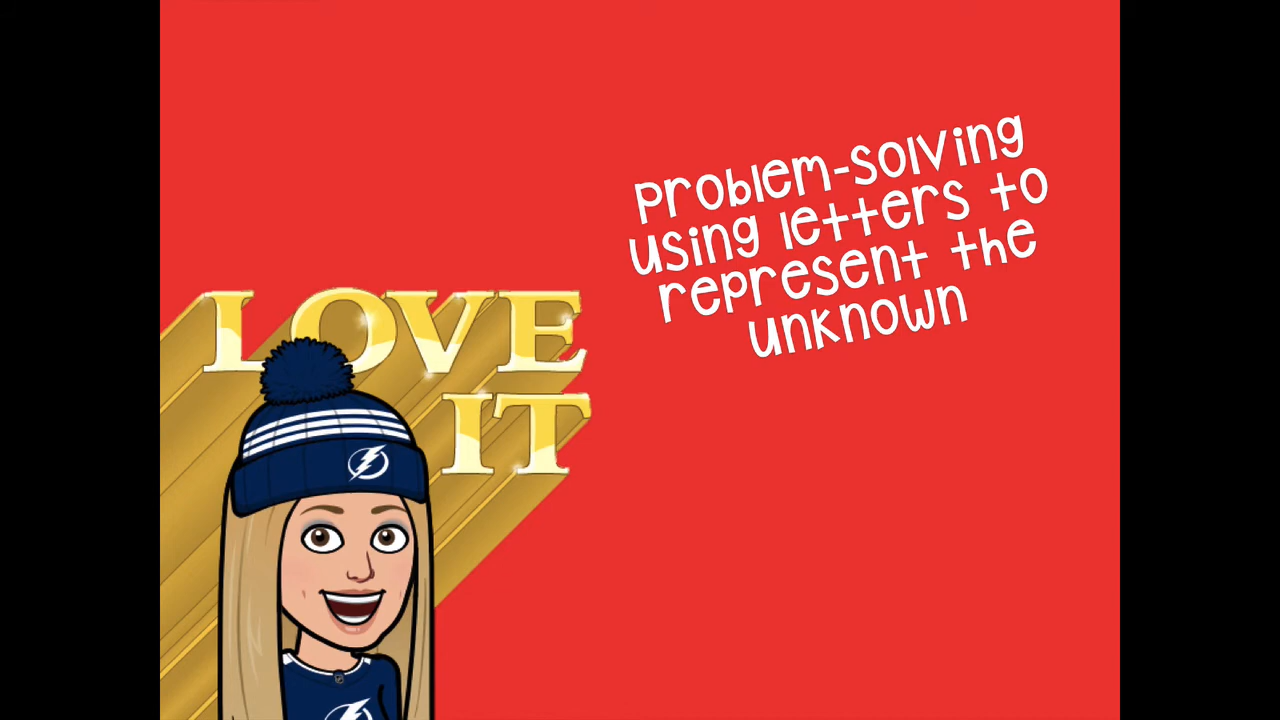 Problem-solving
using letters to
represent the
unknown
LOVE
IT